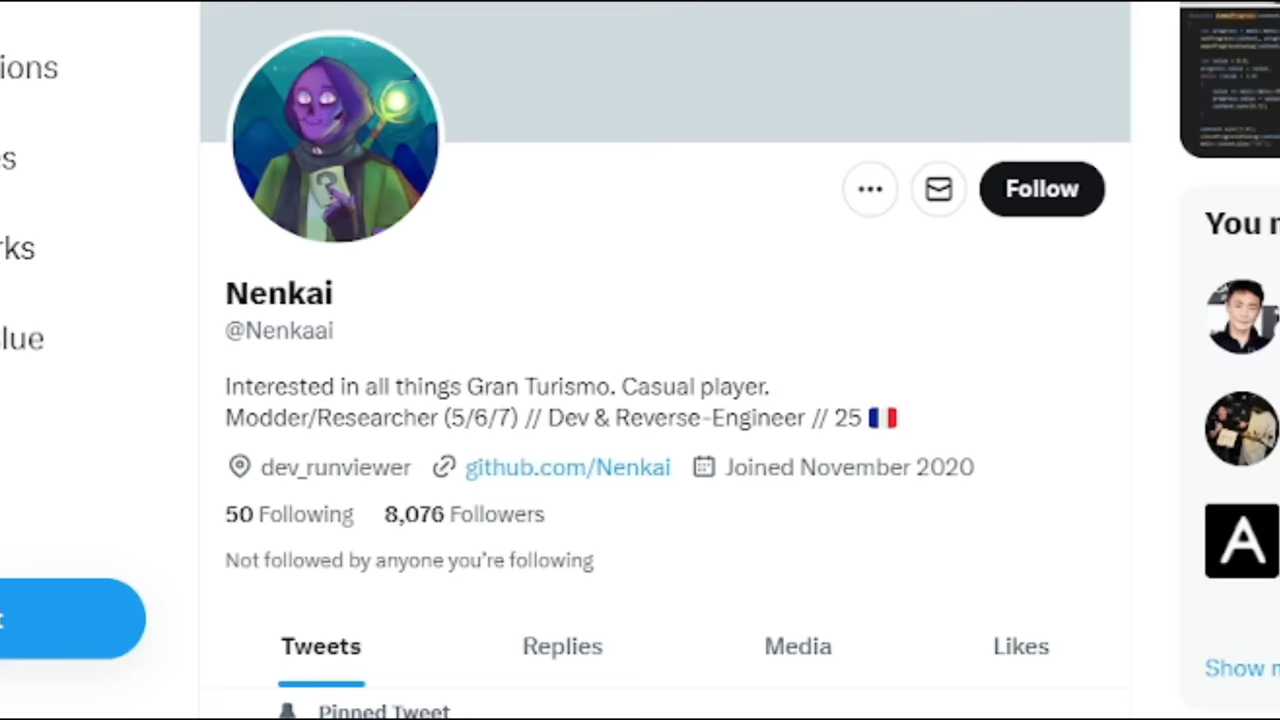 ions
es
rks
lue
Follow
Nenkai
@Nenkaai
Interested in all things Gran Turismo. Casual player.
Modder/Researcher (5/6/7) // Dev & Reverse-Engineer // 25 🇫🇷
dev_runviewer github.com/Nenkai Joined November 2020
50 Following 8,076 Followers
Not followed by anyone you’re following
Tweets Replies Media Likes
Pinned Tweet
You
A
Show